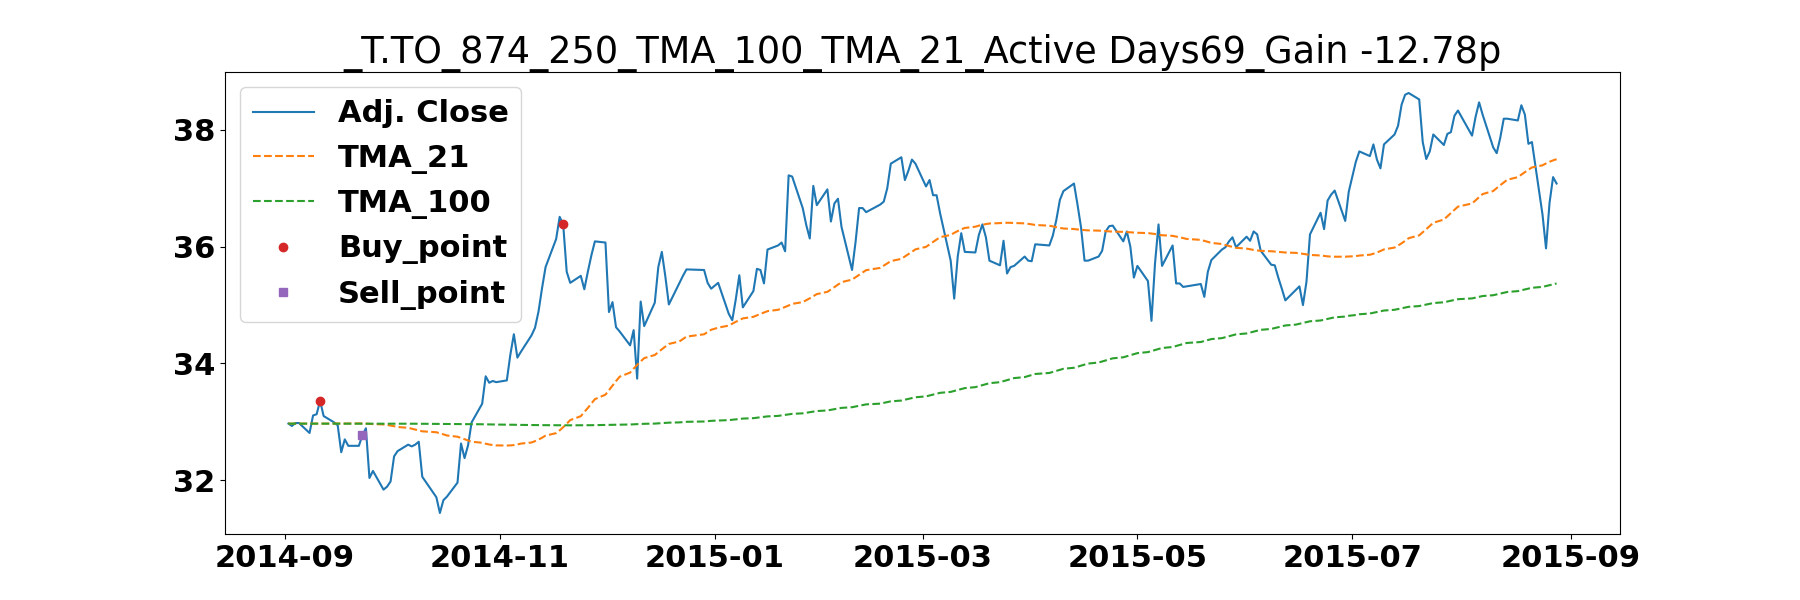 _T.TO_874_250_TMA_100_TMA_21_Active Days69_Gain -12.78p
Adj. Close
TMA_21
TMA_100
Buy_point
Sell_point
38
36
34
32
2014-09 2014-11 2015-01 2015-03 2015-05 2015-07 2015-09